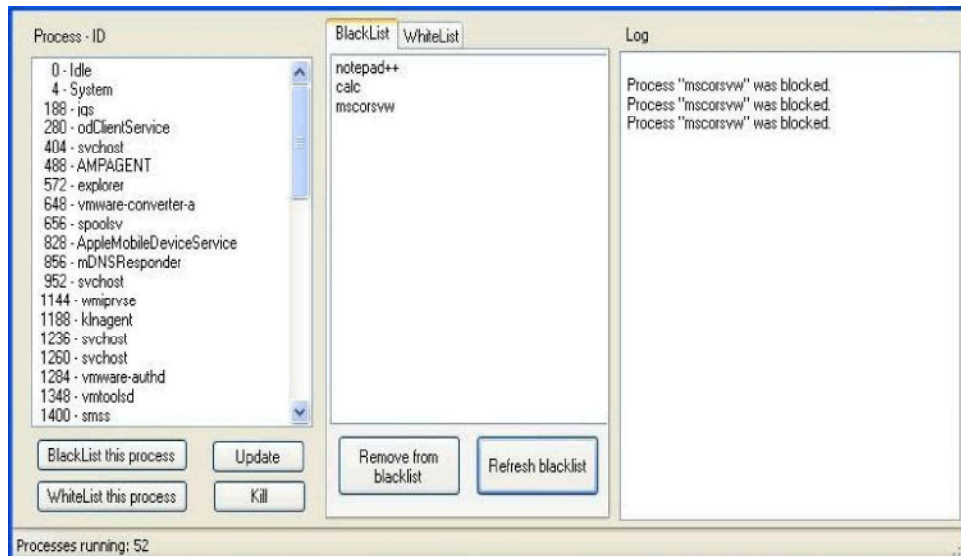 Process - ID
0 - Idle
4 - System
188 - jqs
280 - odClientService
404 - svchost
488 - AMPAGENT
572 - explorer
648 - vmware-converter-a
656 - spoolsv
828 - AppleMobileDeviceService
856 - mDNSResponder
952 - svchost
1144 - wmiprvse
1188 - klnagent
1236 - svchost
1260 - svchost
1284 - vmware-authd
1348 - vmtoolsd
1400 - smss
BlackList this process
Update
WhiteList this process
Kill
BlackList
WhiteList
notepad++
calc
mscorsvw
Remove from
blacklist
Refresh blacklist
Log
Process "mscorsvw" was blocked.
Process "mscorsvw" was blocked.
Process "mscorsvw" was blocked.
Processes running: 52